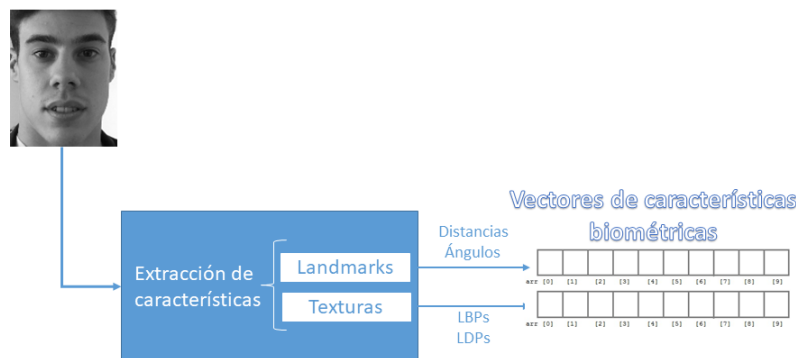 Vectores de características
biométricas
Distancias
Ángulos
Extracción de
características
Landmarks
Texturas
arr [0] [1] [2] [3] [4] [5] [6] [7] [8] [9]
arr [0] [1] [2] [3] [4] [5] [6] [7] [8] [9]
LBPs
LDPs